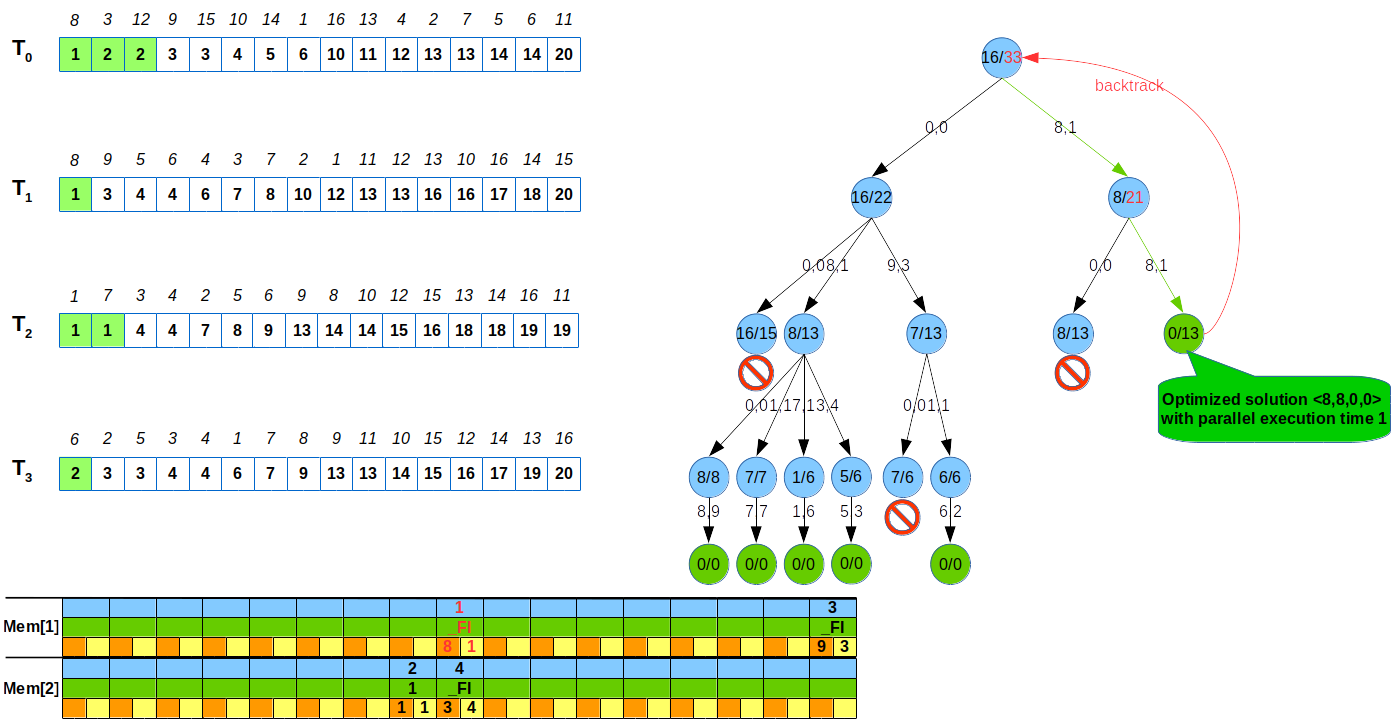 8 3 12 9 15 10 14 1 16 13 4 2 7 5 6 11
T0 1 2 2 3 3 4 5 6 10 11 12 13 13 14 14 20
8 9 5 6 4 3 7 2 1 11 12 13 10 16 14 15
T1 1 3 4 4 6 7 8 10 12 13 13 16 16 17 18 20
1 7 3 4 2 5 6 9 8 10 12 15 13 14 16 11
T2 1 1 4 4 7 8 9 13 14 14 15 16 18 18 19 19
6 2 5 3 4 1 7 8 9 11 10 15 12 14 13 16
T3 2 3 3 4 4 6 7 9 13 13 14 15 16 17 19 20
16/33
backtrack
0,0 8,1
16/22 8/21
0,0 8,1 9,3 0,0 8,1
16/15 8/13 7/13 8/13 0/13
Optimized solution <8,8,0,0>
with parallel execution time 1
0,0 1,1 7,1 3,4 0,0 1,1
8/8 7/7 1/6 5/6 7/6 6/6
8,9 7,7 1,6 5,3 6,2
0/0 0/0 0/0 0/0 0/0
1 3
Mem[1] _FI _FI
8 1 9 3
2 4
Mem[2] 1 _FI
1 1 3 4